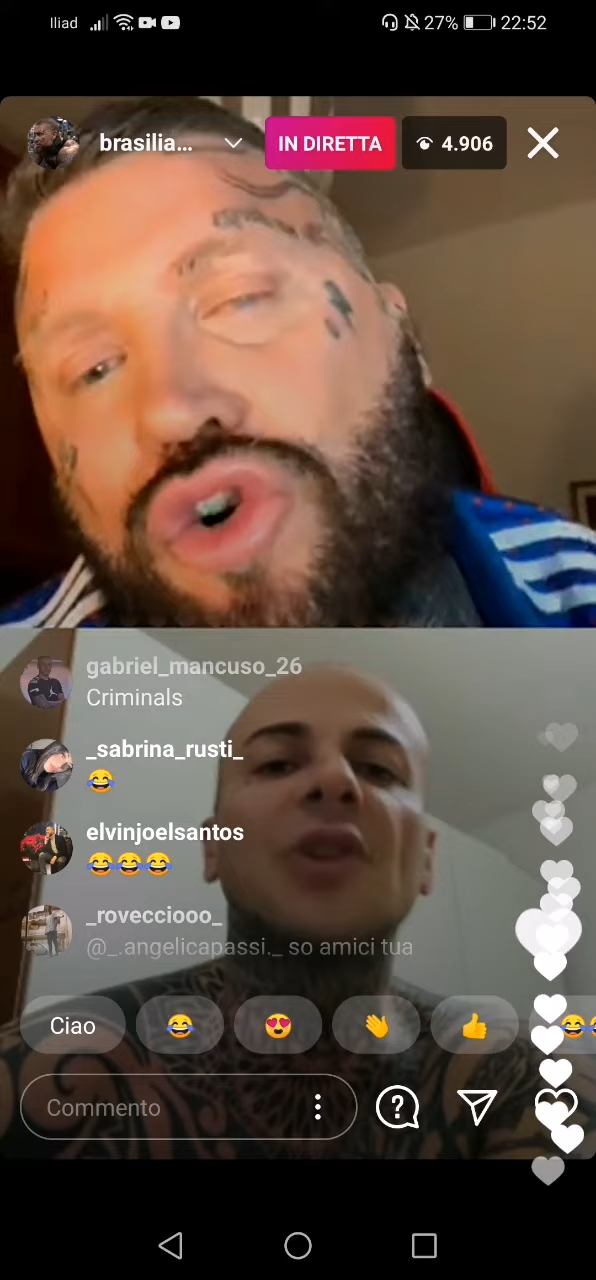 Iliad 27% 22:52
brasilia... IN DIRETTA 4.906
gabriel_mancuso_26
Criminals
_sabrina_rusti_
😂
elvinjoelsantos
😂😂😂
_rovecciooo_
@_.angelicapassi._ so amici tua
Ciao 😂 😍 👋 👍 😂
Commento